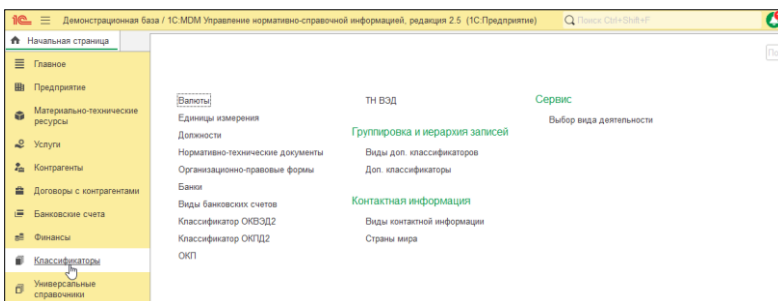 1С
Демонстрационная база / 1С:MDM Управление нормативно-справочной информацией, редакция 2.5 (1С:Предприятие)
Поиск Ctrl+Shift+F
Начальная страница
Главное
Предприятие
Материально-технические
ресурсы
Услуги
Контрагенты
Договоры с контрагентами
Банковские счета
Финансы
Классификаторы
Универсальные
справочники
Валюты
Единицы измерения
Должности
Нормативно-технические документы
Организационно-правовые формы
Банки
Виды банковских счетов
Классификатор ОКВЭД2
Классификатор ОКПД2
ОКП
ТН ВЭД
Группировка и иерархия записей
Виды доп. классификаторов
Доп. классификаторы
Контактная информация
Виды контактной информации
Страны мира
Сервис
Выбор вида деятельности